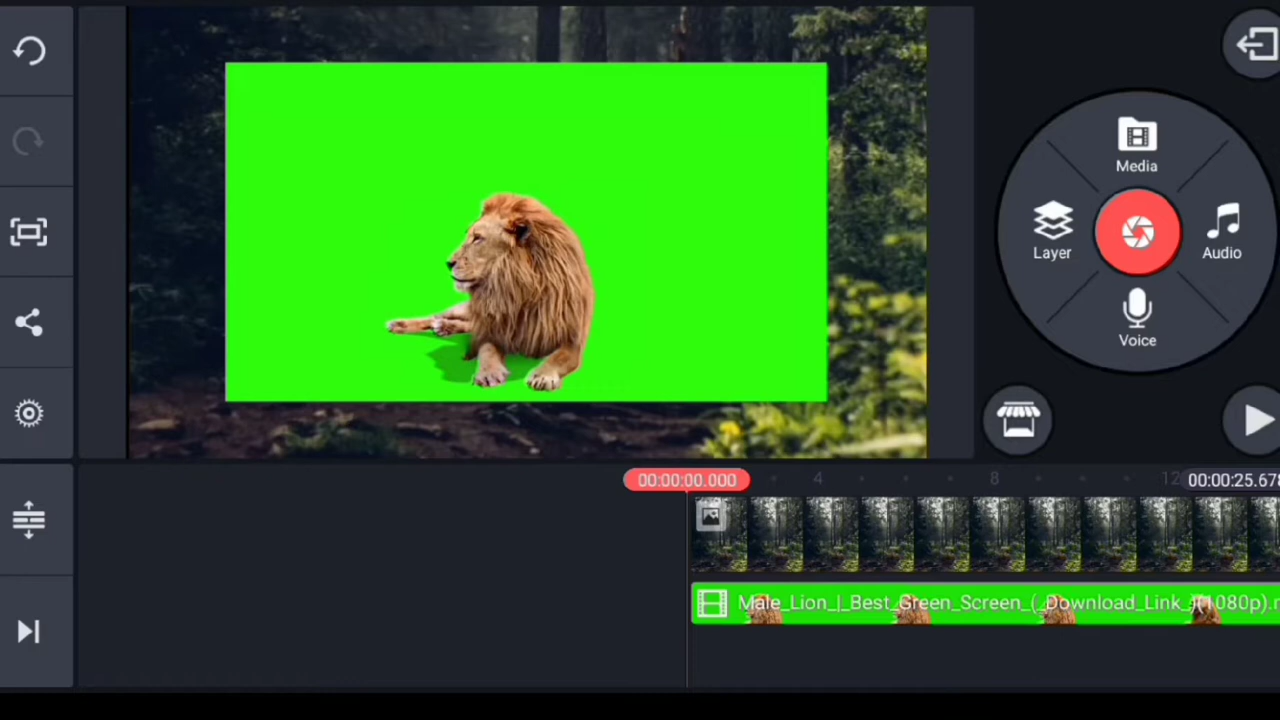 Media
Layer
Audio
Voice
00:00:00.000
4
8
12
00:00:25.678
Male_Lion_|_Best_Green_Screen_(_Download_Link_)(1080p).m